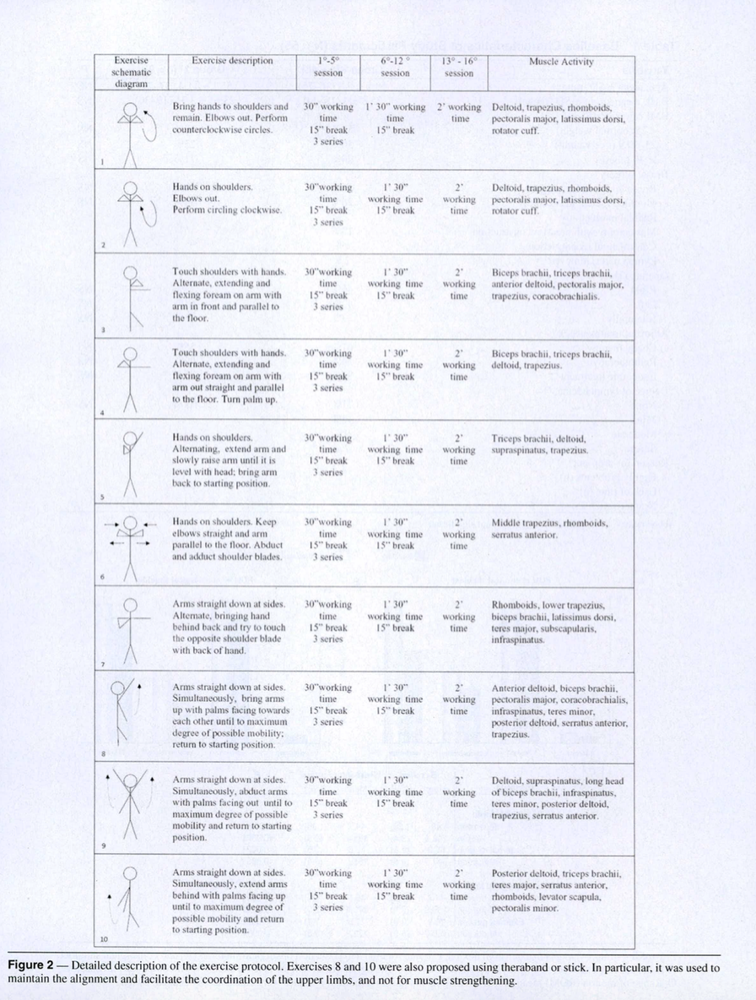 Exercise schematic diagram
Exercise description
1°-5° session
6°-12° session
13° - 16° session
Muscle Activity
1
Bring hands to shoulders and
remain. Elbows out. Perform
counterclockwise circles.
30" working
time
15" break
3 series
1' 30" working
time
15" break
2' working
time
Deltoid, trapezius, rhomboids,
pectoralis major, latissimus dorsi,
rotator cuff.
2
Hands on shoulders.
Elbows out.
Perform circling clockwise.
30"working
time
15" break
3 series
1' 30"
working time
15" break
2'
working
time
Deltoid, trapezius, rhomboids,
pectoralis major, latissimus dorsi,
rotator cuff.
3
Touch shoulders with hands.
Alternate, extending and
flexing foream on arm with
arm in front and parallel to
the floor.
30"working
time
15" break
3 series
1' 30"
working time
15" break
2'
working
time
Biceps brachii, triceps brachii,
anterior deltoid, pectoralis major,
trapezius, coracobrachialis.
4
Touch shoulders with hands.
Alternate, extending and
flexing foream on arm with
arm out straight and parallel
to the floor. Turn palm up.
30"working
time
15" break
3 series
1' 30"
working time
15" break
2'
working
time
Biceps brachii, triceps brachii,
deltoid, trapezius.
5
Hands on shoulders.
Alternating, extend arm and
slowly raise arm until it is
level with head; bring arm
back to starting position.
30"working
time
15" break
3 series
1' 30"
working time
15" break
2'
working
time
Triceps brachii, deltoid,
supraspinatus, trapezius.
6
Hands on shoulders. Keep
elbows straight and arm
parallel to the floor. Abduct
and adduct shoulder blades.
30"working
time
15" break
3 series
1' 30"
working time
15" break
2'
working
time
Middle trapezius, rhomboids,
serratus anterior.
7
Arms straight down at sides.
Alternate, bringing hand
behind back and try to touch
the opposite shoulder blade
with back of hand.
30"working
time
15" break
3 series
1' 30"
working time
15" break
2'
working
time
Rhomboids, lower trapezius,
biceps brachii, latissimus dorsi,
teres major, subscapularis,
infraspinatus.
8
Arms straight down at sides.
Simultaneously, bring arms
up with palms facing towards
each other until to maximum
degree of possible mobility;
return to starting position.
30"working
time
15" break
3 series
1' 30"
working time
15" break
2'
working
time
Anterior deltoid, biceps brachii,
pectoralis major, coracobrachialis,
infraspinatus, teres minor,
posterior deltoid, serratus anterior,
trapezius.
9
Arms straight down at sides.
Simultaneously, abduct arms
with palms facing out until to
maximum degree of possible
mobility and return to starting
position.
30"working
time
15" break
3 series
1' 30"
working time
15" break
2'
working
time
Deltoid, supraspinatus, long head
of biceps brachii, infraspinatus,
teres minor, posterior deltoid,
trapezius, serratus anterior.
10
Arms straight down at sides.
Simultaneously, extend arms
behind with palms facing up
until to maximum degree of
possible mobility and return
to starting position.
30"working
time
15" break
3 series
1' 30"
working time
15" break
2'
working
time
Posterior deltoid, triceps brachii,
teres major, serratus anterior,
rhomboids, levator scapula,
pectoralis minor.
Figure 2 — Detailed description of the exercise protocol. Exercises 8 and 10 were also proposed using theraband or stick. In particular, it was used to
maintain the alignment and facilitate the coordination of the upper limbs, and not for muscle strengthening.